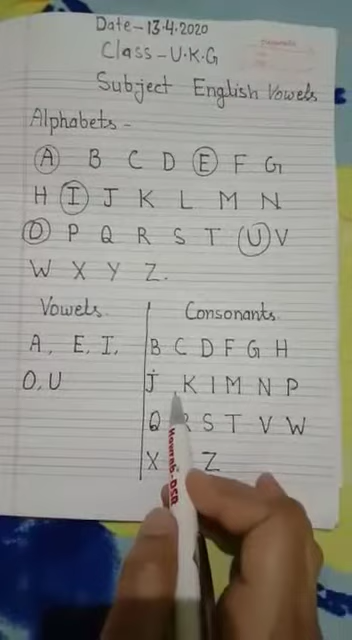 Date-13.4.2020
Class-U.K.G
Subject English Vowels
Alphabets-
A B C D E F G
H I J K L M N
O P Q R S T U V
W X Y Z.
Vowels Consonants
A, E, I, B C D F G H
O, U J K I M N P
Q R S T V W
X Z